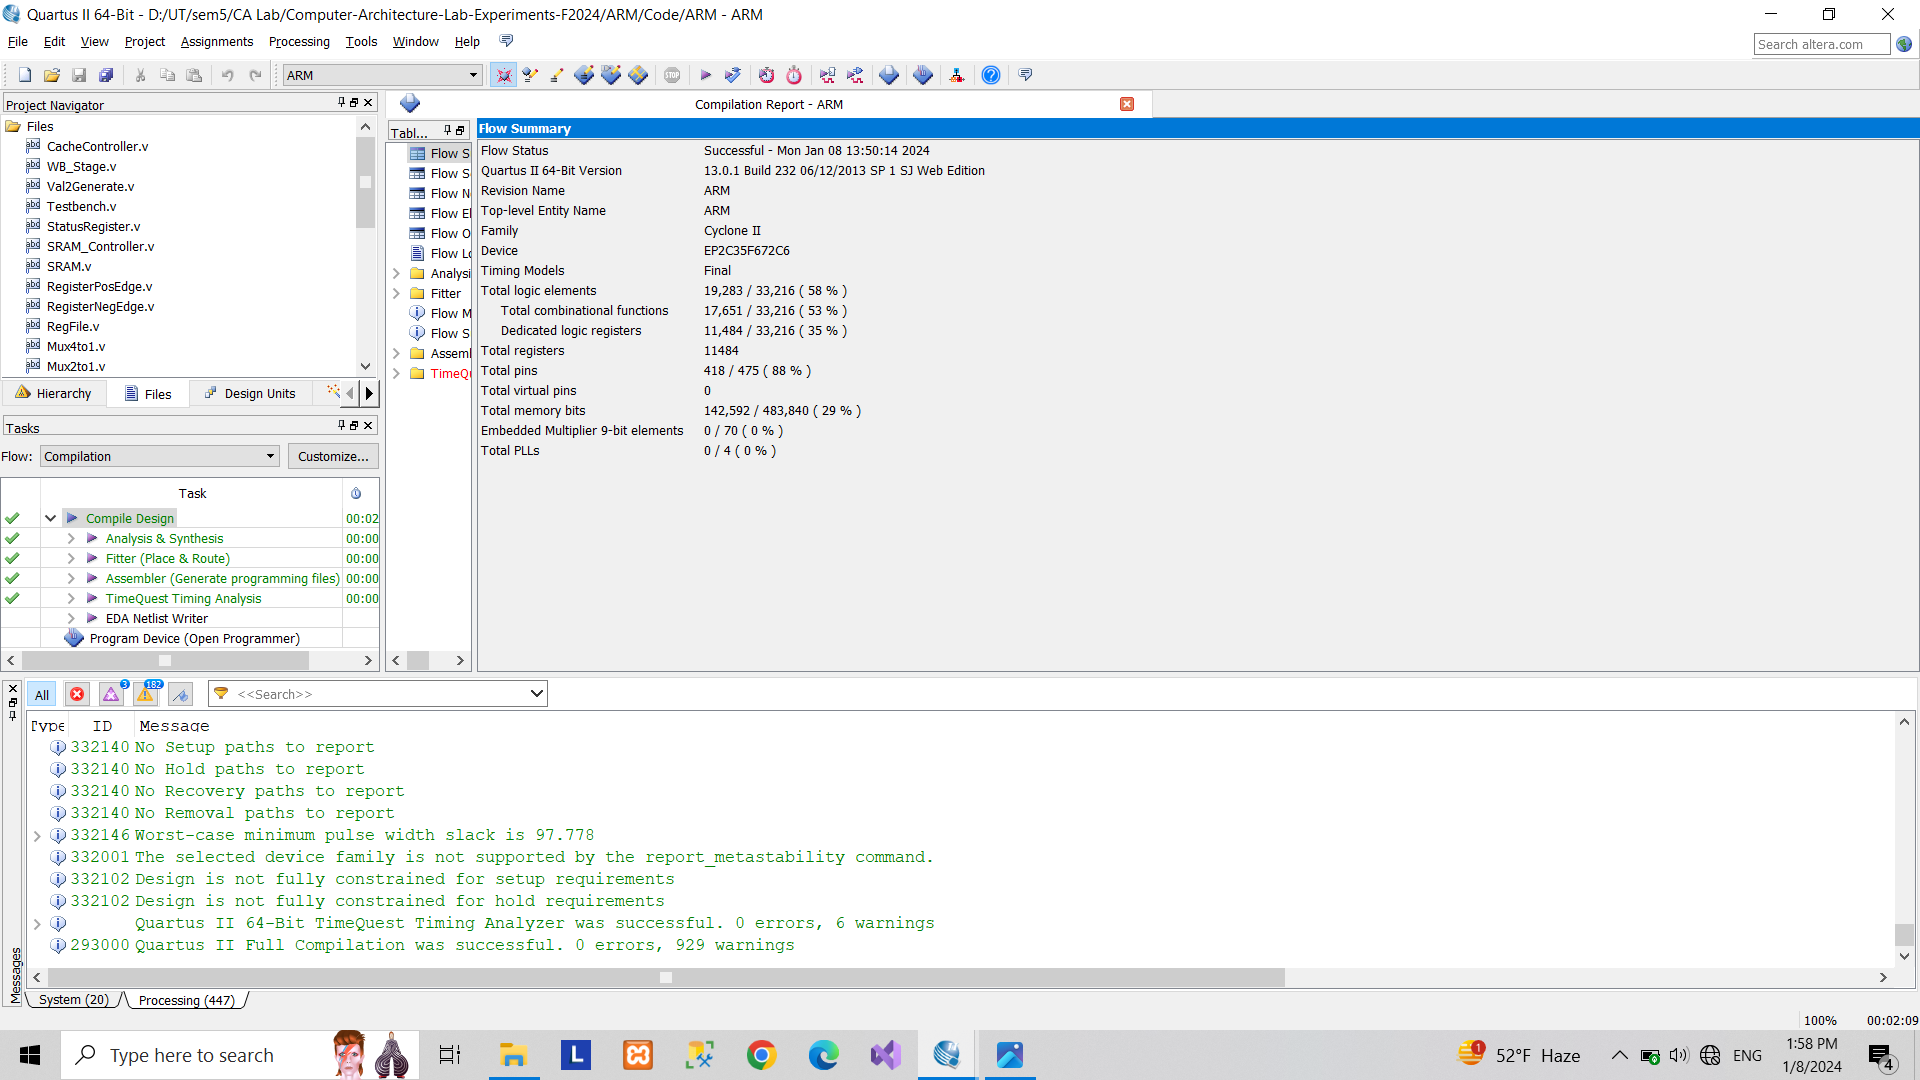 Quartus II 64-Bit - D:/UT/sem5/CA Lab/Computer-Architecture-Lab-Experiments-F2024/ARM/Code/ARM - ARM
File Edit View Project Assignments Processing Tools Window Help
Search altera.com
ARM
STOP
Project Navigator
Files
CacheController.v
WB_Stage.v
Val2Generate.v
Testbench.v
StatusRegister.v
SRAM_Controller.v
SRAM.v
RegisterPosEdge.v
RegisterNegEdge.v
RegFile.v
Mux4to1.v
Mux2to1.v
Hierarchy Files Design Units
Tasks
Flow: Compilation Customize...
Task
Compile Design 00:02
Analysis & Synthesis 00:00
Fitter (Place & Route) 00:00
Assembler (Generate programming files) 00:00
TimeQuest Timing Analysis 00:00
EDA Netlist Writer
Program Device (Open Programmer)
Compilation Report - ARM
Tabl...
Flow S
Flow Se
Flow N
Flow El
Flow O
Flow Lo
Analysi
Fitter
Flow M
Flow S
Assembl
TimeQu
Flow Summary
Flow Status Successful - Mon Jan 08 13:50:14 2024
Quartus II 64-Bit Version 13.0.1 Build 232 06/12/2013 SP 1 SJ Web Edition
Revision Name ARM
Top-level Entity Name ARM
Family Cyclone II
Device EP2C35F672C6
Timing Models Final
Total logic elements 19,283 / 33,216 ( 58 % )
Total combinational functions 17,651 / 33,216 ( 53 % )
Dedicated logic registers 11,484 / 33,216 ( 35 % )
Total registers 11484
Total pins 418 / 475 ( 88 % )
Total virtual pins 0
Total memory bits 142,592 / 483,840 ( 29 % )
Embedded Multiplier 9-bit elements 0 / 70 ( 0 % )
Total PLLs 0 / 4 ( 0 % )
All 3 182 <<Search>>
Type ID Message
332140 No Setup paths to report
332140 No Hold paths to report
332140 No Recovery paths to report
332140 No Removal paths to report
332146 Worst-case minimum pulse width slack is 97.778
332001 The selected device family is not supported by the report_metastability command.
332102 Design is not fully constrained for setup requirements
332102 Design is not fully constrained for hold requirements
Quartus II 64-Bit TimeQuest Timing Analyzer was successful. 0 errors, 6 warnings
293000 Quartus II Full Compilation was successful. 0 errors, 929 warnings
Messages
System (20) Processing (447)
100% 00:02:09
Type here to search
L
1
52°F Haze
ENG
1:58 PM
1/8/2024
4